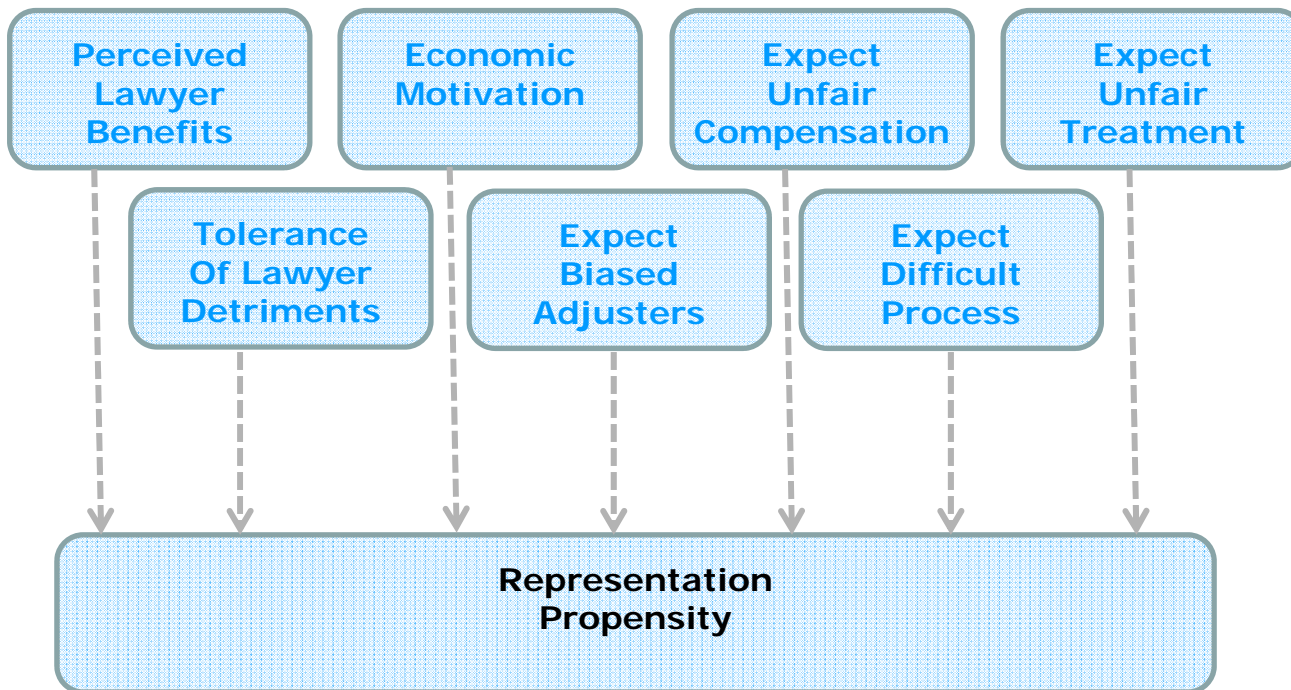 Perceived
Lawyer
Benefits
Economic
Motivation
Expect
Unfair
Compensation
Expect
Unfair
Treatment
Tolerance
Of Lawyer
Detriments
Expect
Biased
Adjusters
Expect
Difficult
Process
Representation
Propensity